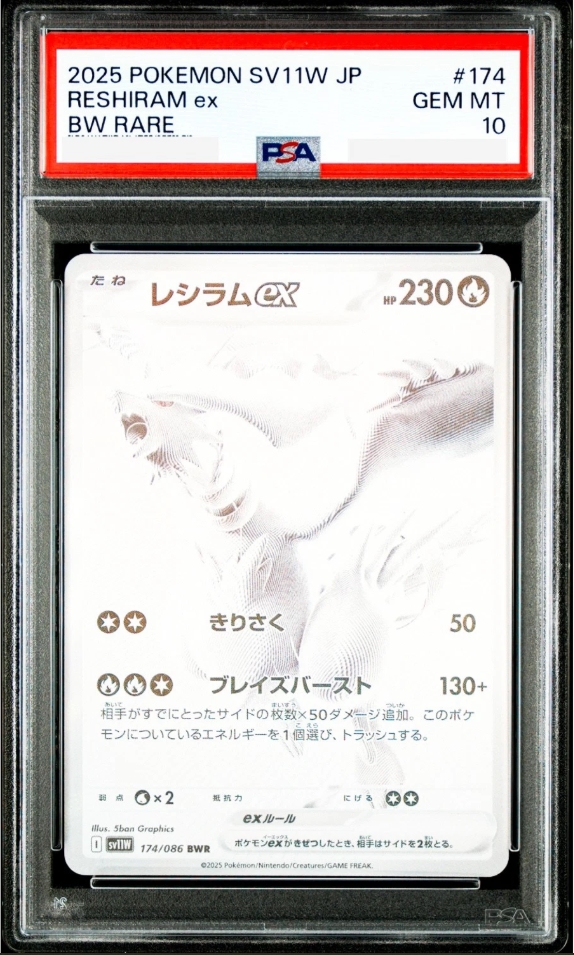 2025 POKEMON SV11W JP #174
RESHIRAM ex GEM MT
BW RARE 10
PSA
たね レシラムex HP230
きりさく 50
ブレイズバースト 130+
相手がすでにとったサイドの枚数×50ダメージ追加。このポケ
モンについているエネルギーを1個選び、トラッシュする。
弱点 ×2 抵抗力 にげる
exルール
Illus. 5ban Graphics
ポケモンexがきぜつしたとき、相手はサイドを2枚とる。
I sv11W 174/086 BWR
©2025 Pokémon/Nintendo/Creatures/GAME FREAK.
PSA